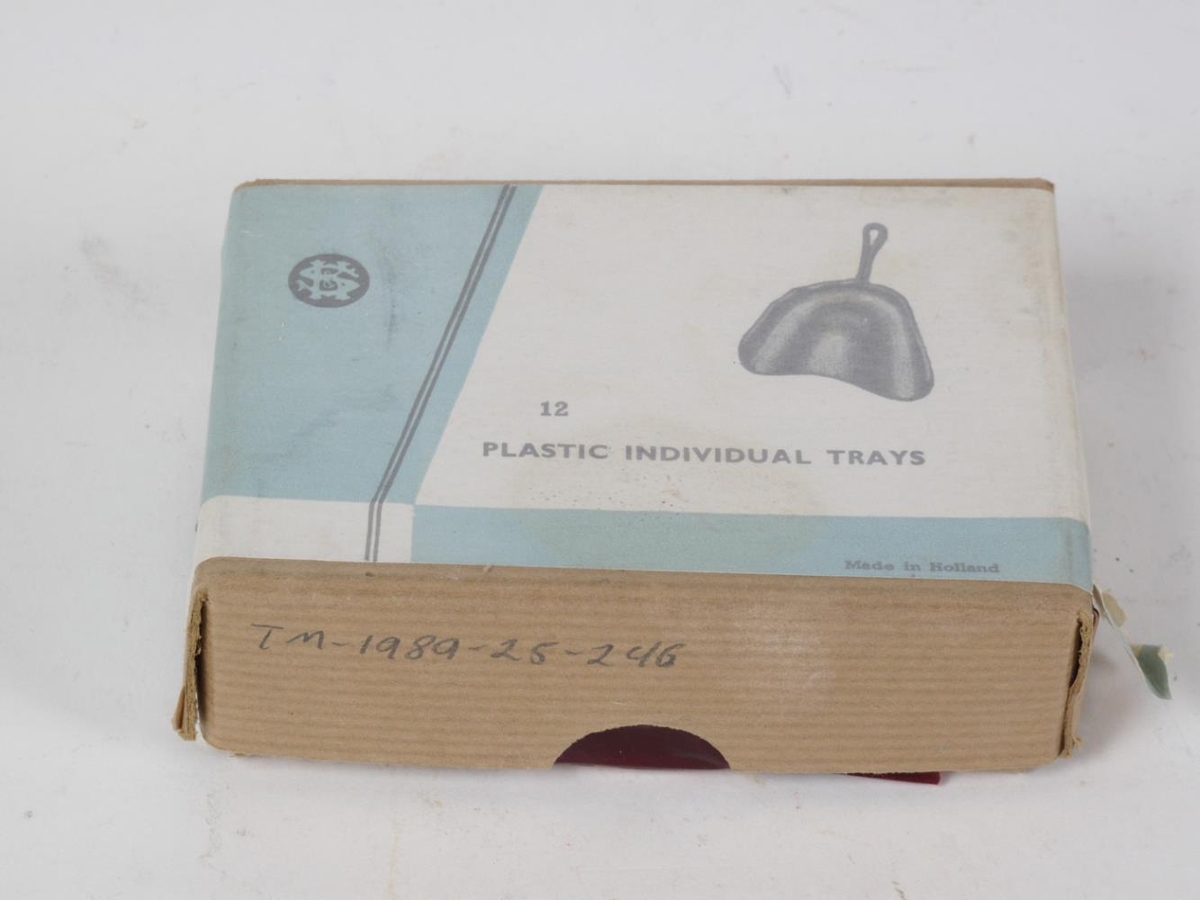 12
PLASTIC INDIVIDUAL TRAYS
Made in Holland
TM-1989-25-246